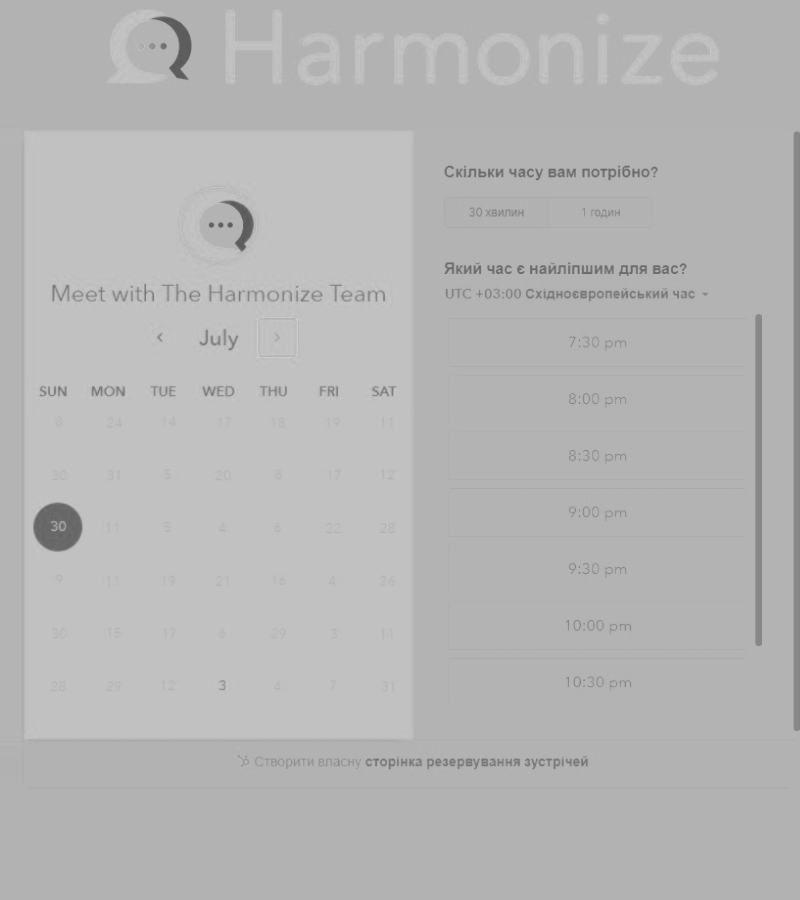 Harmonize
Meet with The Harmonize Team
July
SUN MON TUE WED THU FRI SAT
8 24 14 17 18 19 11
30 31 5 20 8 17 12
30 11 5 4 6 22 28
9 11 19 21 16 4 26
30 15 17 6 29 3 11
28 29 12 3 4 7 31
Скільки часу вам потрібно?
30 хвилин 1 годин
Який час є найліпшим для вас?
UTC +03:00 Східноєвропейський час
7:30 pm
8:00 pm
8:30 pm
9:00 pm
9:30 pm
10:00 pm
10:30 pm
Створити власну сторінка резервування зустрічей